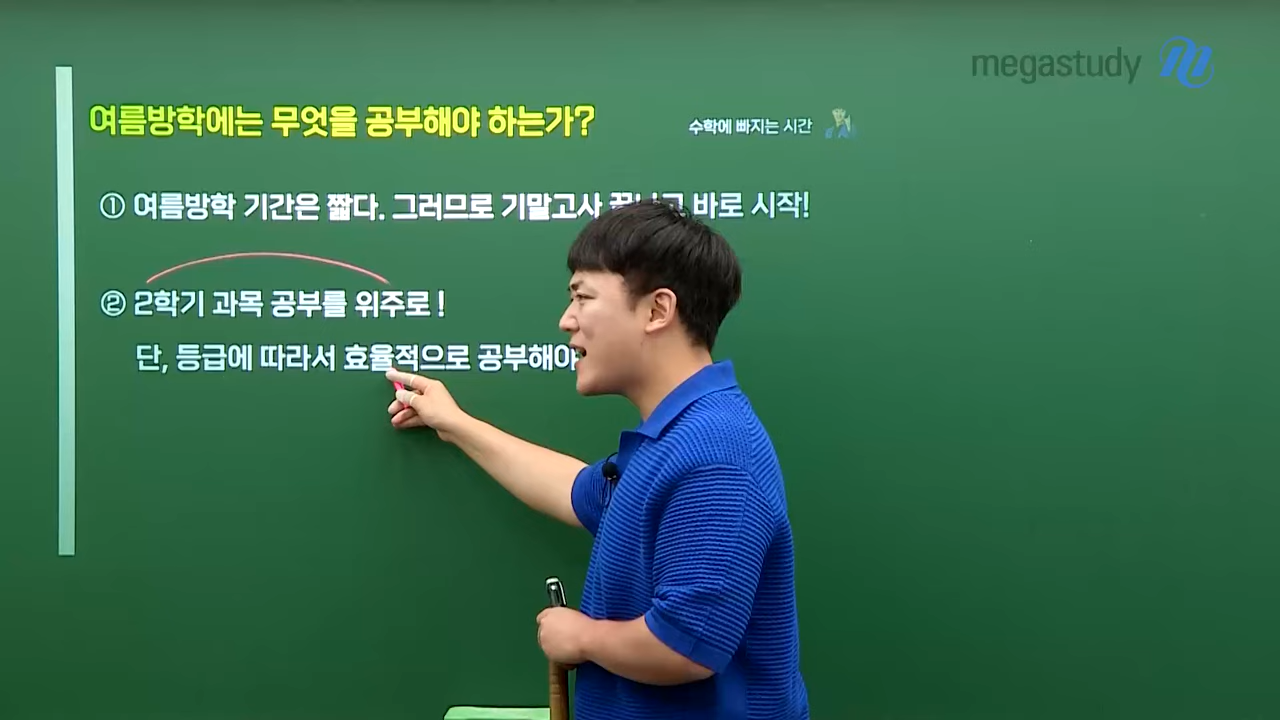 megastudy
여름방학에는 무엇을 공부해야 하는가?
수학에 빠지는 시간
① 여름방학 기간은 짧다. 그러므로 기말고사 바로 시작!
② 2학기 과목 공부를 위주로 !
단, 등급에 따라서 효율적으로 공부해야